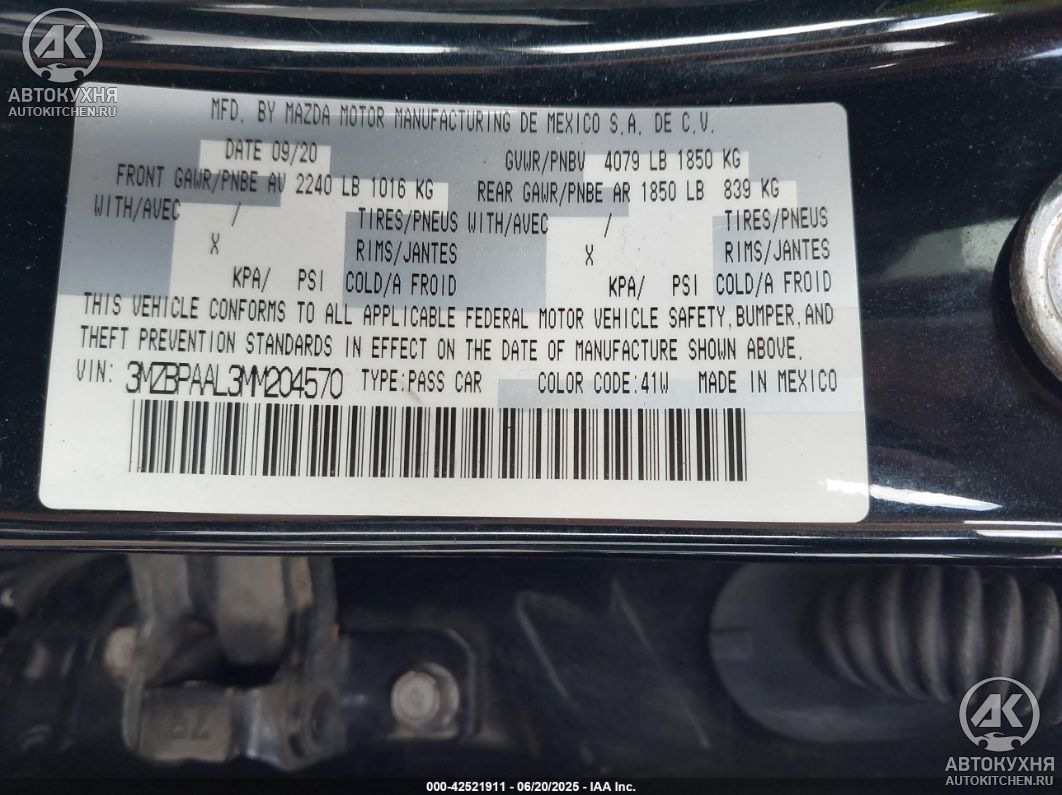 АК
АВТОКУХНЯ
AUTOKITCHEN.RU
MFD. BY MAZDA MOTOR MANUFACTURING DE MEXICO S.A. DE C.V.
DATE 09/20 GVWR/PNBV 4079 LB 1850 KG
FRONT GAWR/PNBE AV 2240 LB 1016 KG REAR GAWR/PNBE AR 1850 LB 839 KG
WITH/AVEC / TIRES/PNEUS WITH/AVEC / TIRES/PNEUS
X RIMS/JANTES X RIMS/JANTES
KPA/ PSI COLD/A FROID KPA/ PSI COLD/A FROID
THIS VEHICLE CONFORMS TO ALL APPLICABLE FEDERAL MOTOR VEHICLE SAFETY, BUMPER, AND
THEFT PREVENTION STANDARDS IN EFFECT ON THE DATE OF MANUFACTURE SHOWN ABOVE.
VIN: 3MZBPAAL3MM204570 TYPE:PASS CAR COLOR CODE:41W MADE IN MEXICO
АК
АВТОКУХНЯ
AUTOKITCHEN.RU
000-42521911 - 06/20/2025 - IAA Inc.